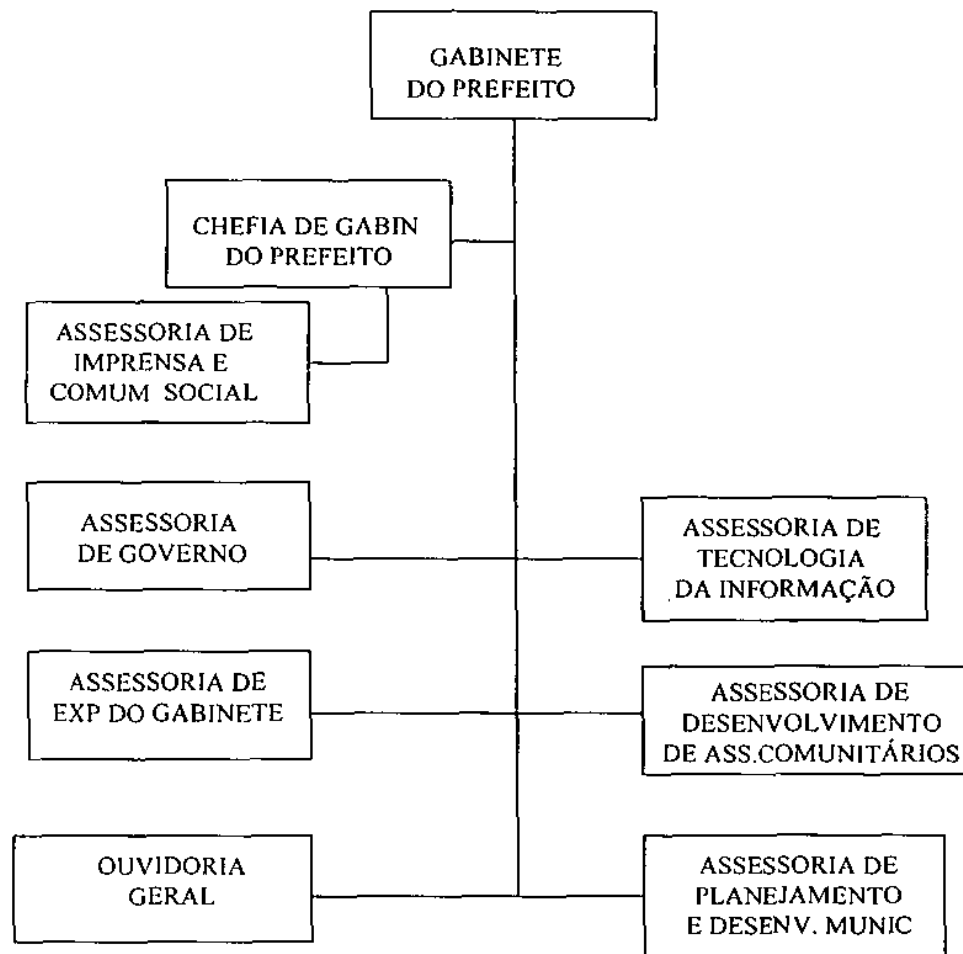 GABINETE
DO PREFEITO
CHEFIA DE GABIN
DO PREFEITO
ASSESSORIA DE
IMPRENSA E
COMUM SOCIAL
ASSESSORIA
DE GOVERNO
ASSESSORIA DE
TECNOLOGIA
DA INFORMAÇÃO
ASSESSORIA DE
EXP DO GABINETE
ASSESSORIA DE
DESENVOLVIMENTO
DE ASS.COMUNITÁRIOS
OUVIDORIA
GERAL
ASSESSORIA DE
PLANEJAMENTO
E DESENV. MUNIC